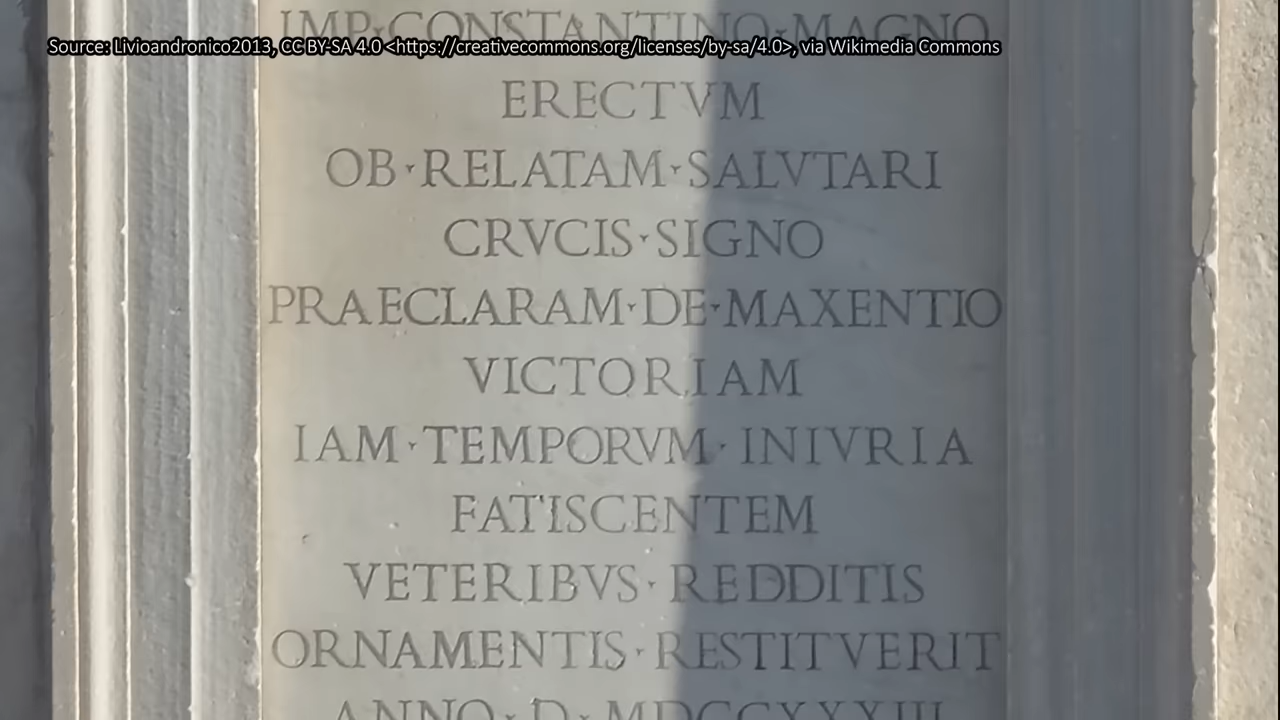 IMP·CONSTANTINO·MAGNO
Source: Livioandronico2013, CC BY-SA 4.0 <https://creativecommons.org/licenses/by-sa/4.0>, via Wikimedia Commons
ERECTVM
OB·RELATAM·SALVTARI
CRVCIS·SIGNO
PRAECLARAM·DE·MAXENTIO
VICTORIAM
IAM·TEMPORVM·INIVRIA
FATISCENTEM
VETERIBVS·REDDITIS
ORNAMENTIS·RESTITVERIT
ANNO·D·MDCCXXXIII